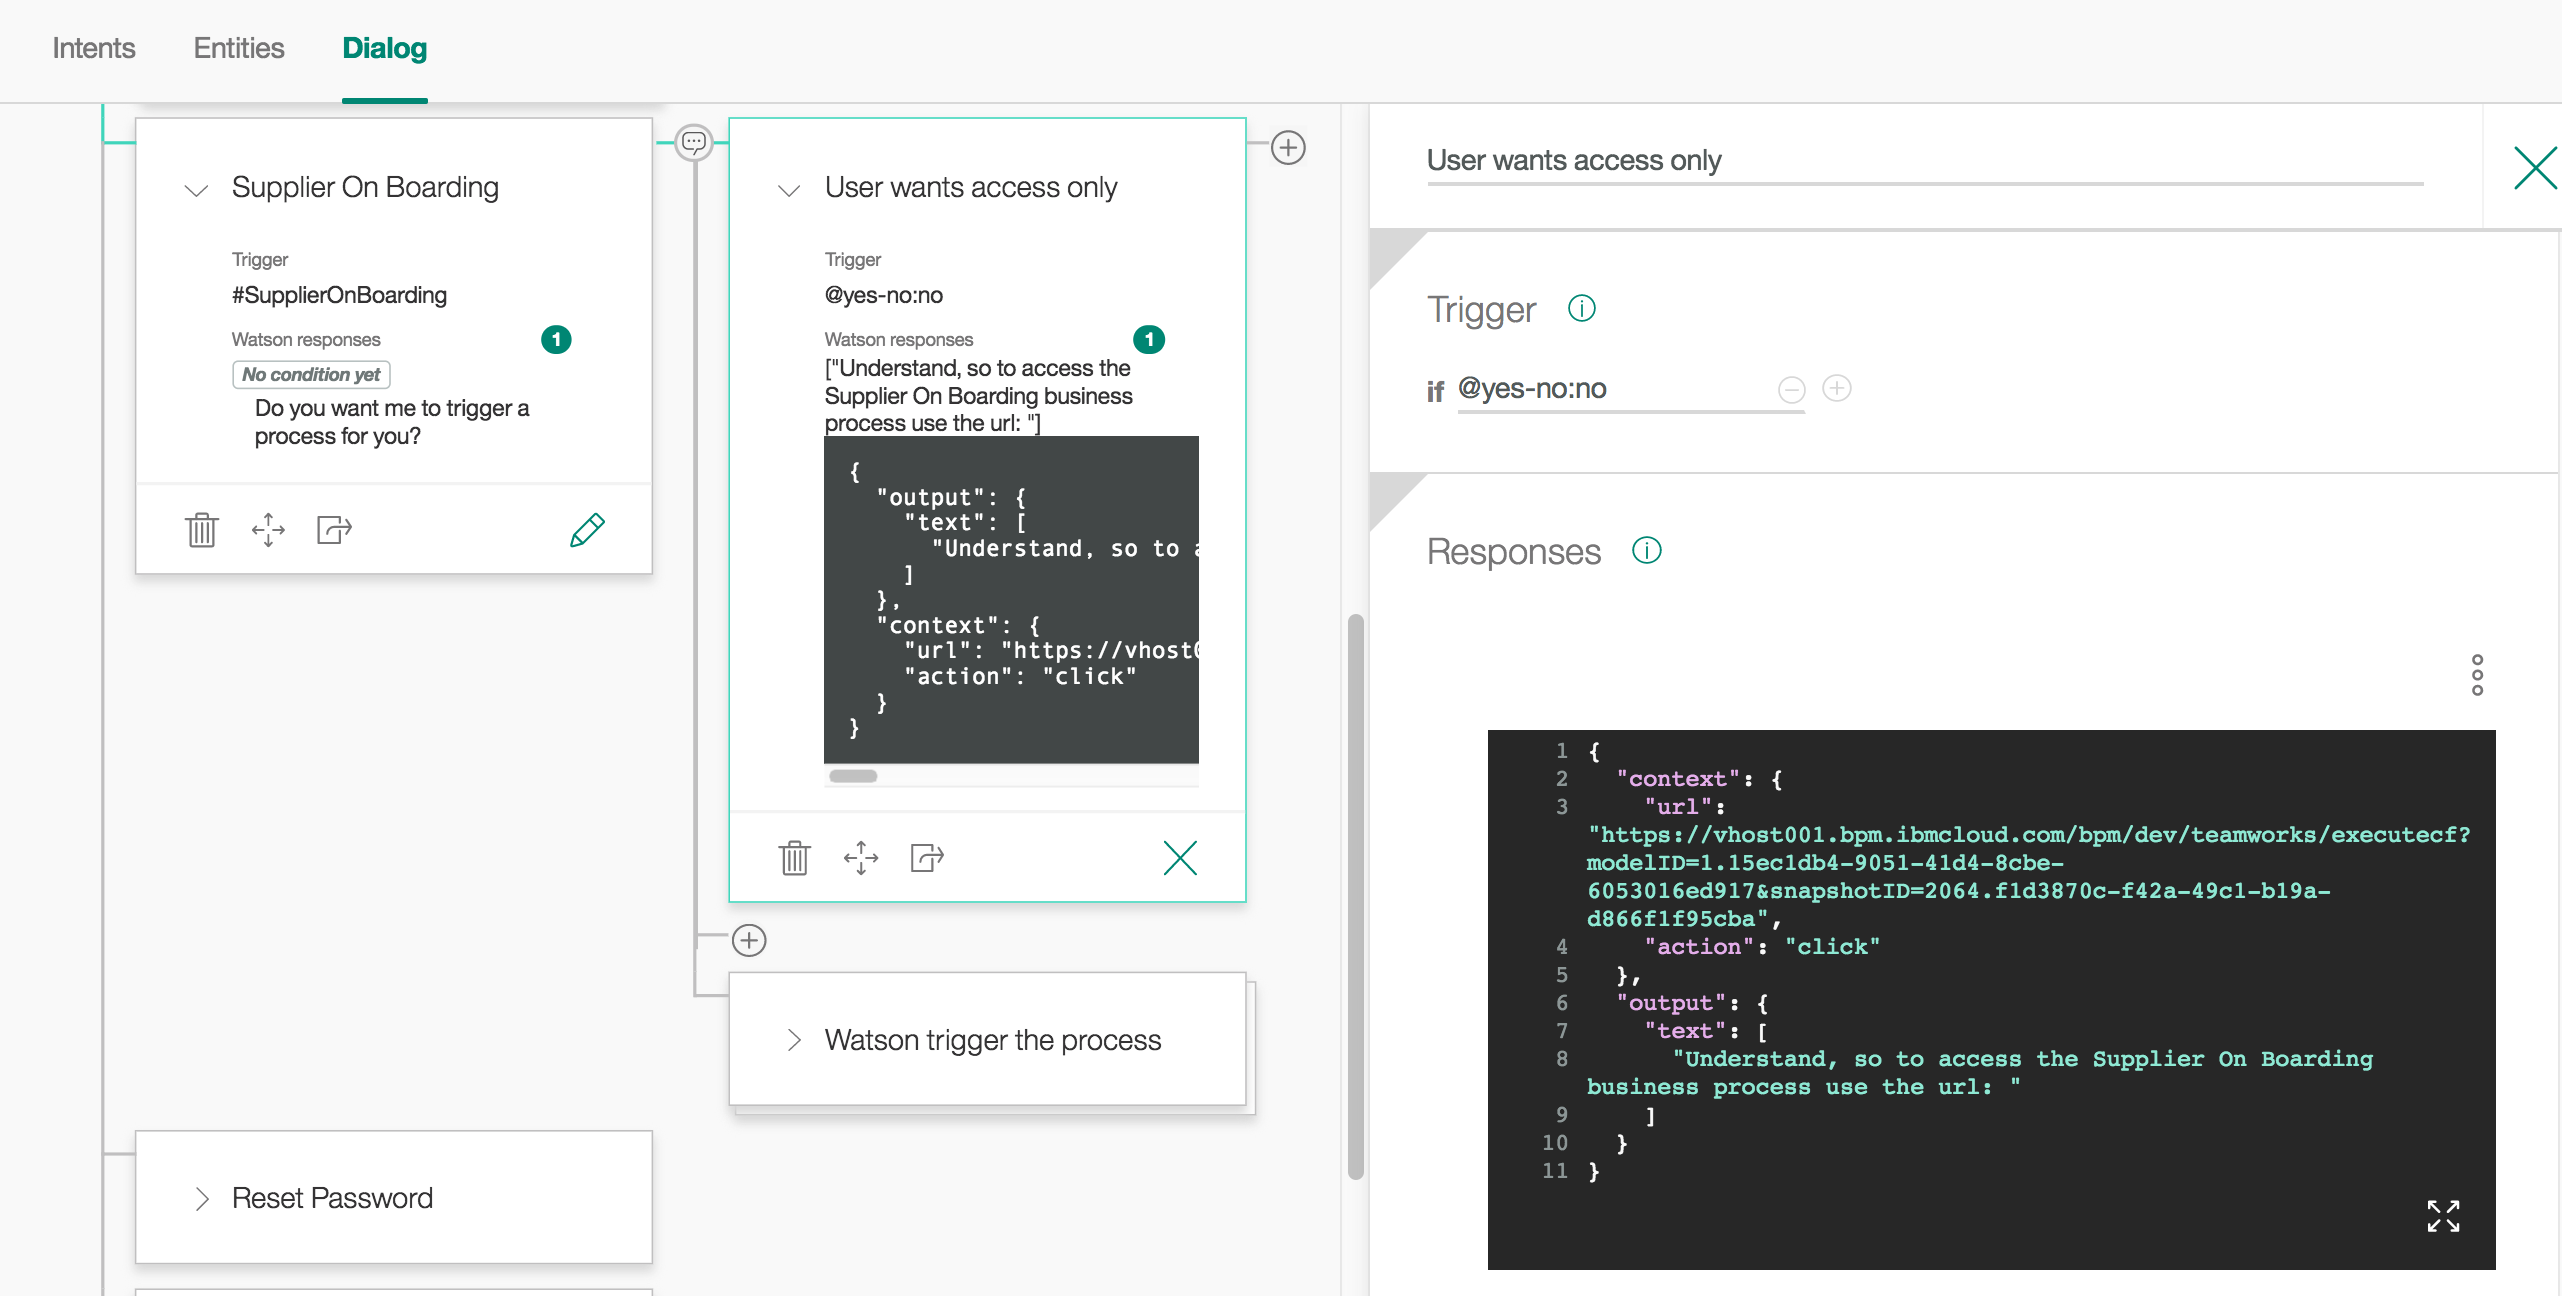 Intents Entities Dialog
Supplier On Boarding
Trigger
#SupplierOnBoarding
Watson responses 1
No condition yet
Do you want me to trigger a
process for you?
User wants access only
Trigger
@yes-no:no
Watson responses 1
["Understand, so to access the
Supplier On Boarding business
process use the url: "]
{
"output": {
"text": [
"Understand, so to
]
},
"context": {
"url": "https://vhost0
"action": "click"
}
}
Watson trigger the process
Reset Password
User wants access only
Trigger
if @yes-no:no
Responses
1 {
2 "context": {
3 "url":
"https://vhost001.bpm.ibmcloud.com/bpm/dev/teamworks/executecf?
modelID=1.15ec1db4-9051-41d4-8cbe-
6053016ed917&snapshotID=2064.f1d3870c-f42a-49c1-b19a-
d866f1f95cba",
4 "action": "click"
5 },
6 "output": {
7 "text": [
8 "Understand, so to access the Supplier On Boarding
business process use the url: "
9 ]
10 }
11 }